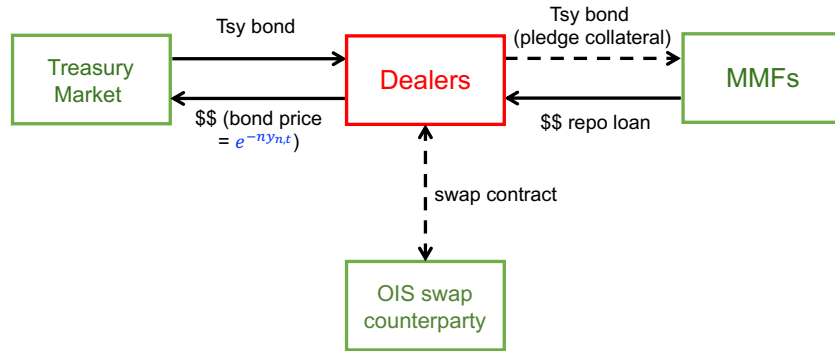 Tsy bond
Treasury
Market
$$ (bond price
= e^{-ny_{n,t}})
Dealers
Tsy bond
(pledge collateral)
$$ repo loan
MMFs
swap contract
OIS swap
counterparty